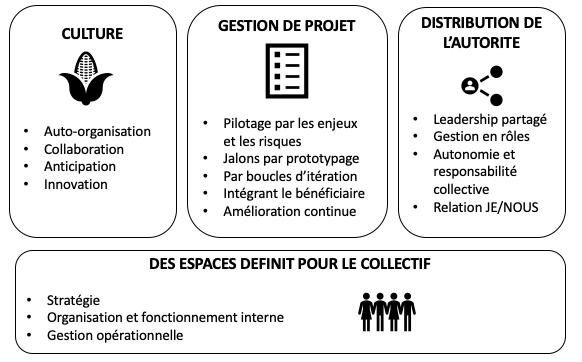 CULTURE
• Auto-organisation
• Collaboration
• Anticipation
• Innovation
GESTION DE PROJET
• Pilotage par les enjeux
et les risques
• Jalons par prototypage
• Par boucles d’itération
• Intégrant le bénéficiaire
• Amélioration continue
DISTRIBUTION DE
L’AUTORITE
• Leadership partagé
• Gestion en rôles
• Autonomie et
responsabilité
collective
• Relation JE/NOUS
DES ESPACES DEFINIT POUR LE COLLECTIF
• Stratégie
• Organisation et fonctionnement interne
• Gestion opérationnelle